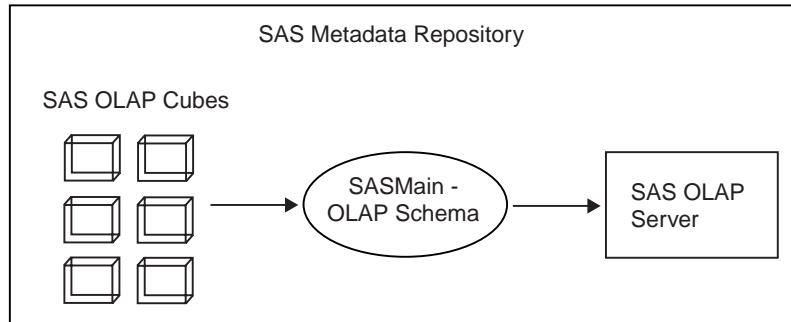 SAS Metadata Repository
SAS OLAP Cubes
SASMain -
OLAP Schema
SAS OLAP
Server